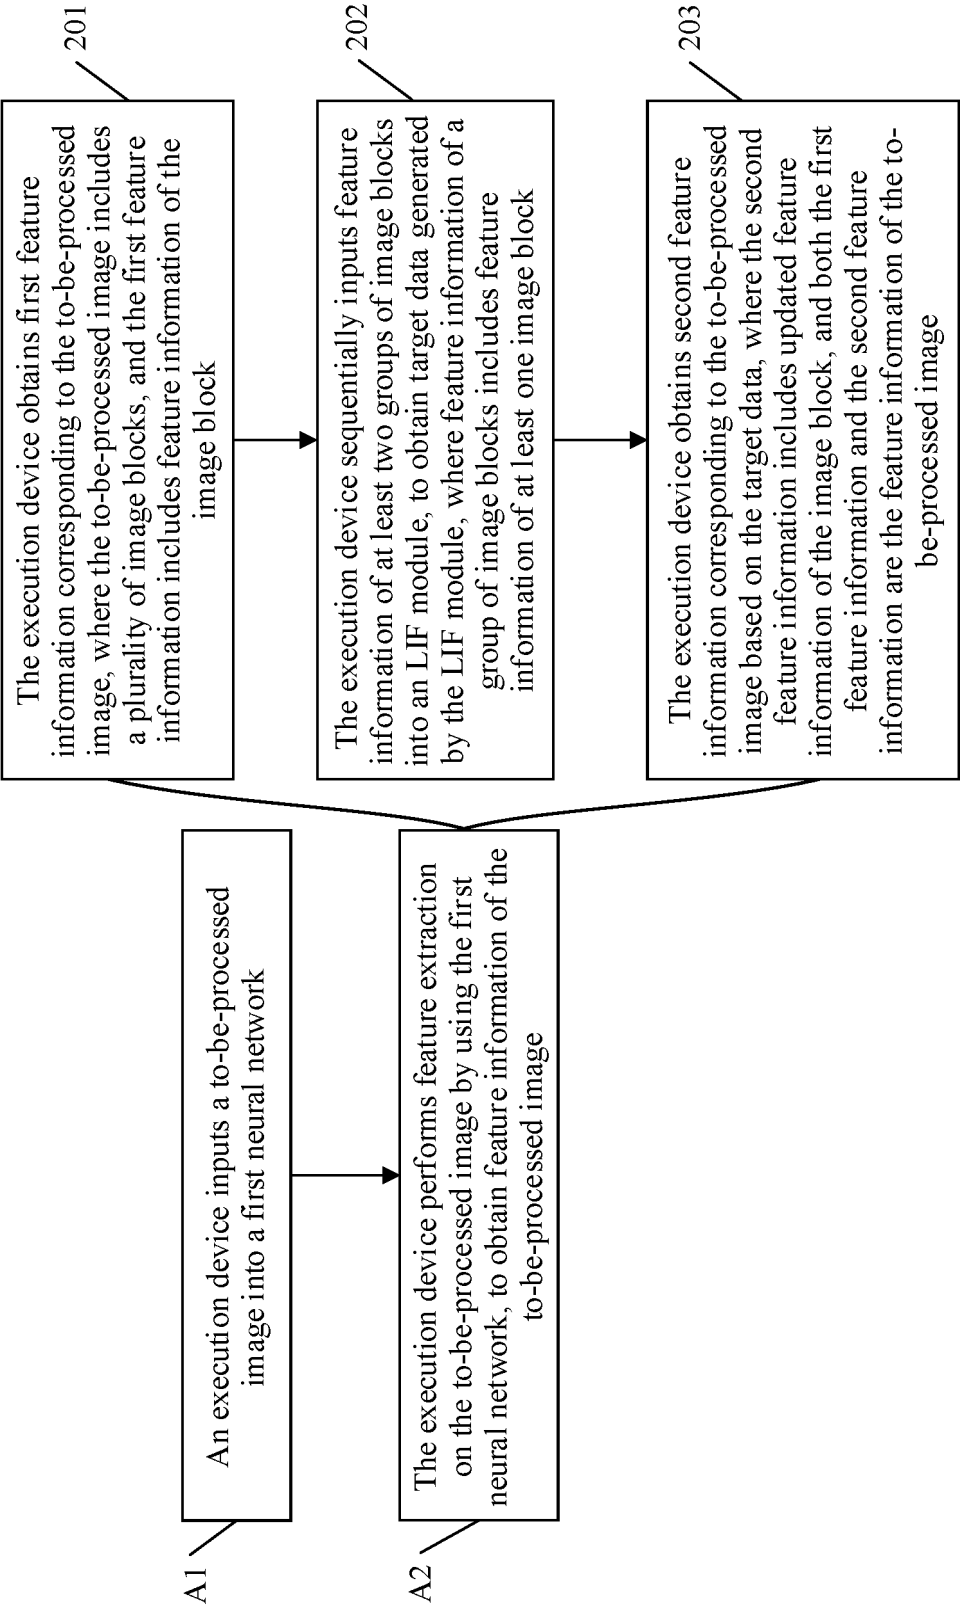 A1
An execution device inputs a to-be-processed
image into a first neural network
A2
The execution device performs feature extraction
on the to-be-processed image by using the first
neural network, to obtain feature information of the
to-be-processed image
201
The execution device obtains first feature
information corresponding to the to-be-processed
image, where the to-be-processed image includes
a plurality of image blocks, and the first feature
information includes feature information of the
image block
202
The execution device sequentially inputs feature
information of at least two groups of image blocks
into an LIF module, to obtain target data generated
by the LIF module, where feature information of a
group of image blocks includes feature
information of at least one image block
203
The execution device obtains second feature
information corresponding to the to-be-processed
image based on the target data, where the second
feature information includes updated feature
information of the image block, and both the first
feature information and the second feature
information are the feature information of the to-
be-processed image